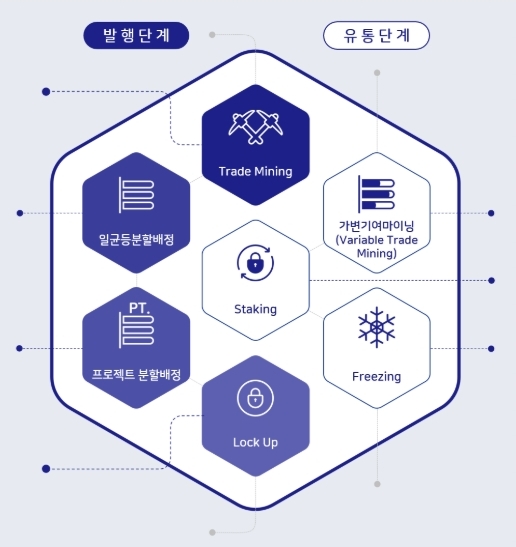 발행단계
유통단계
Trade Mining
일균등분할배정
가변기여마이닝
(Variable Trade
Mining)
Staking
PT.
프로젝트 분할배정
Freezing
Lock Up